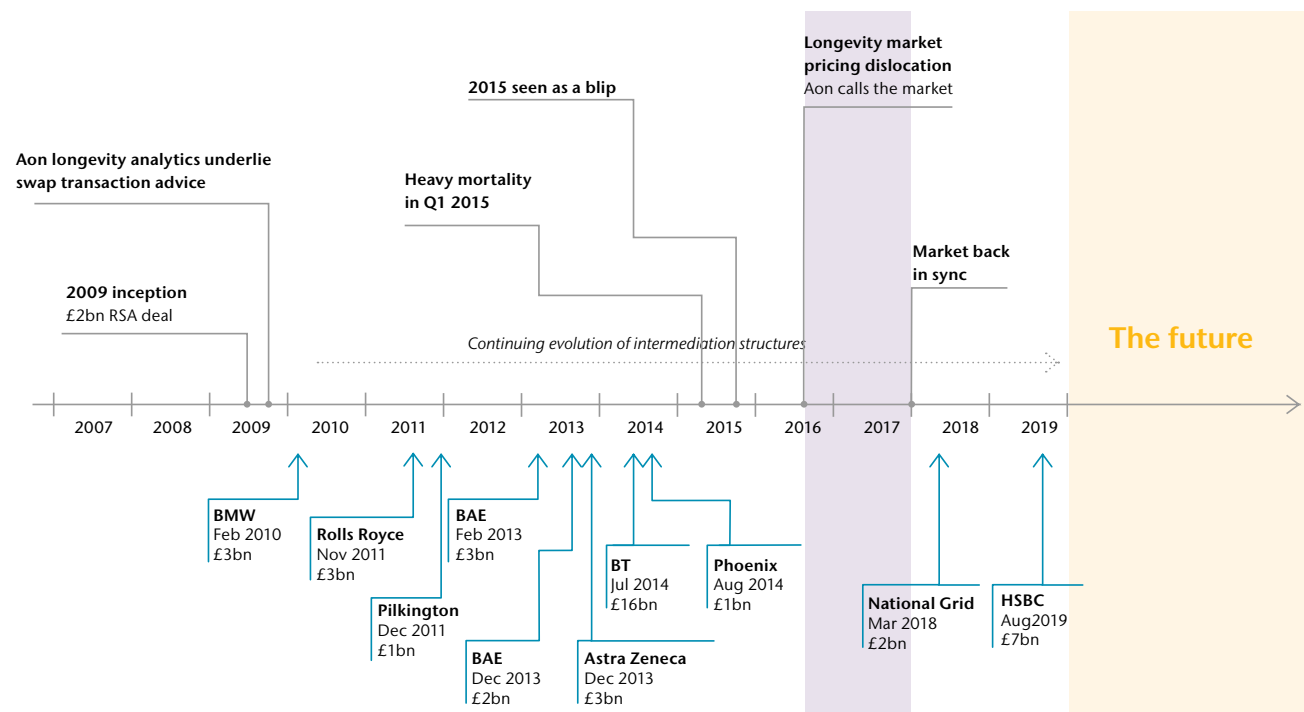 Longevity market
pricing dislocation
Aon calls the market
2015 seen as a blip
Aon longevity analytics underlie
swap transaction advice
Heavy mortality
in Q1 2015
Market back
in sync
2009 inception
£2bn RSA deal
Continuing evolution of intermediation structures
The future
2007 2008 2009 2010 2011 2012 2013 2014 2015 2016 2017 2018 2019
BMW
Feb 2010
£3bn
Rolls Royce
Nov 2011
£3bn
Pilkington
Dec 2011
£1bn
BAE
Feb 2013
£3bn
BAE
Dec 2013
£2bn
Astra Zeneca
Dec 2013
£3bn
BT
Jul 2014
£16bn
Phoenix
Aug 2014
£1bn
National Grid
Mar 2018
£2bn
HSBC
Aug2019
£7bn